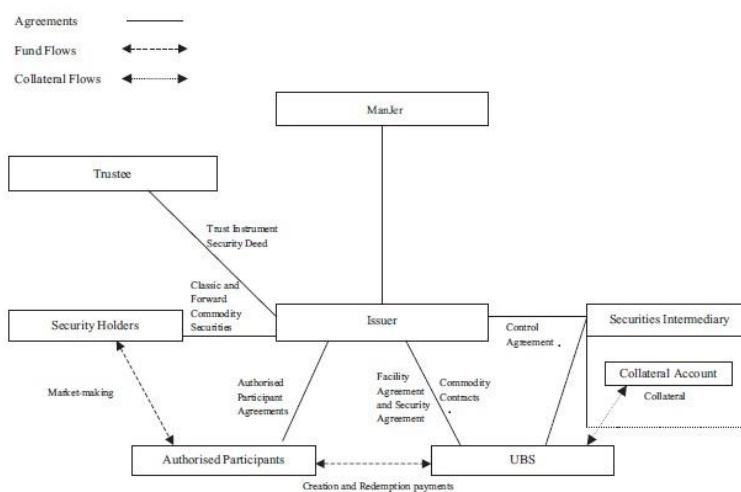 Agreements
Fund Flows
Collateral Flows
ManJer
Trustee
Trust Instrument
Security Deed
Classic and
Forward
Commodity
Securities
Security Holders
Issuer
Securities Intermediary
Control
Agreement .
Collateral Account
Collateral
Market-making
Authorised
Participant
Agreements
Facility
Agreement
and Security
Agreement
Commodity
Contracts
.
Authorised Participants
UBS
Creation and Redemption payments